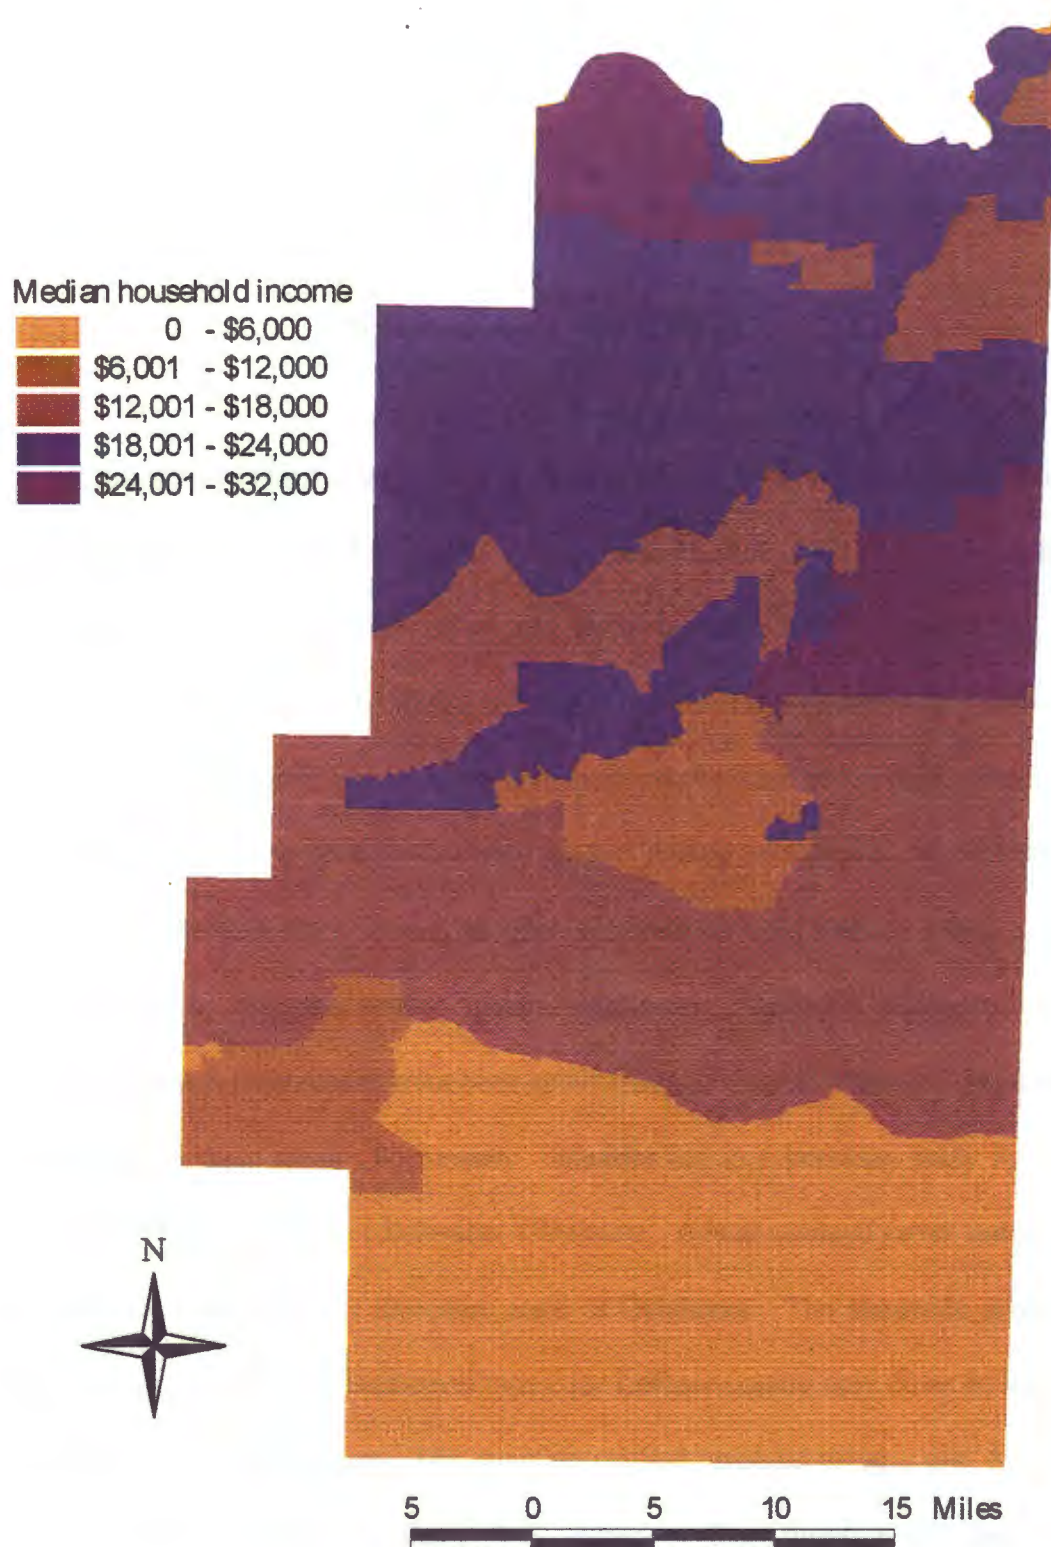 Median household income
0 - $6,000
$6,001 - $12,000
$12,001 - $18,000
$18,001 - $24,000
$24,001 - $32,000
N
5 0 5 10 15 Miles